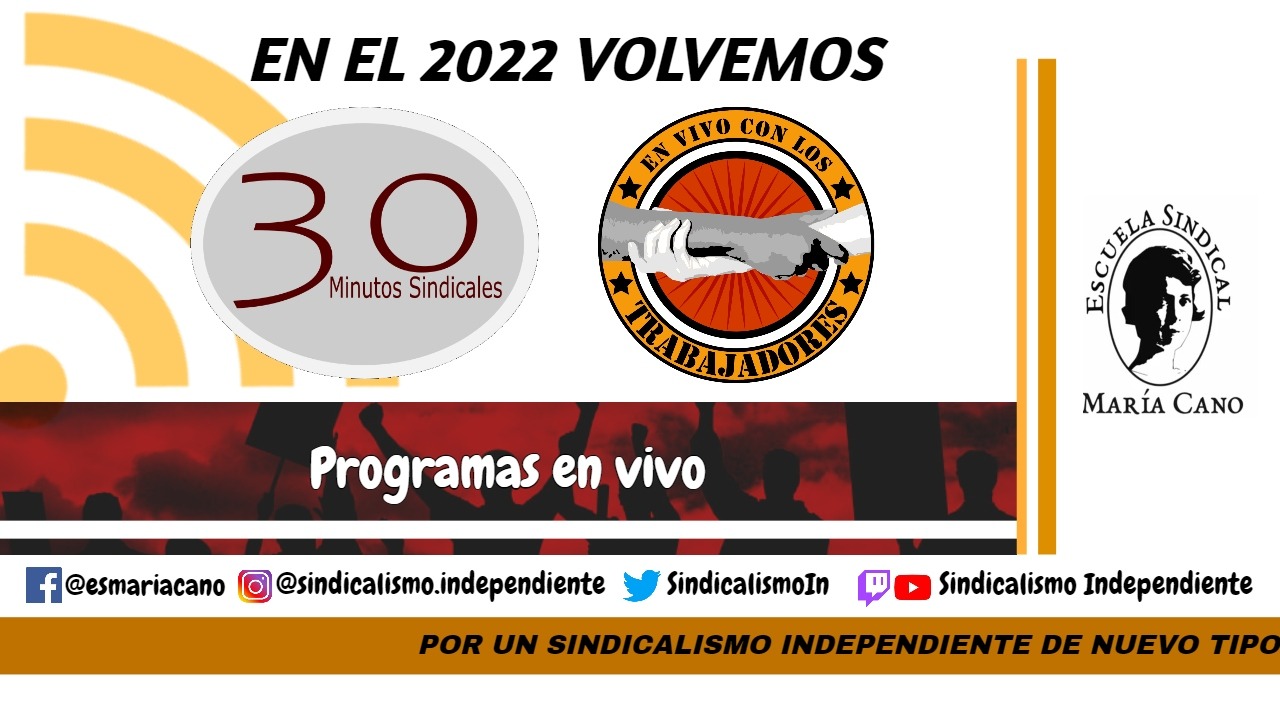 EN EL 2022 VOLVEMOS
30
Minutos Sindicales
EN VIVO CON LOS
TRABAJADORES
ESCUELA SINDICAL
MARÍA CANO
Programas en vivo
@esmariacano
@sindicalismo.independiente
SindicalismoIn
Sindicalismo Independiente
POR UN SINDICALISMO INDEPENDIENTE DE NUEVO TIPO